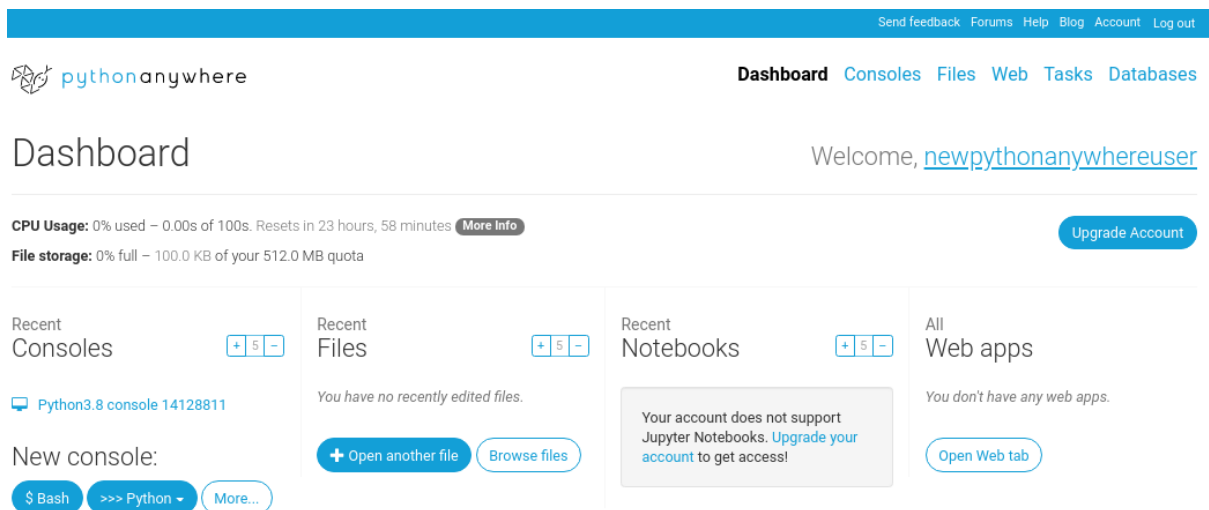 Send feedback Forums Help Blog Account Log out
pythonanywhere
Dashboard Consoles Files Web Tasks Databases
Dashboard
Welcome, newpythonanywhereuser
CPU Usage: 0% used – 0.00s of 100s. Resets in 23 hours, 58 minutes More Info
File storage: 0% full – 100.0 KB of your 512.0 MB quota
Upgrade Account
Recent
Consoles
+ 5 −
Python3.8 console 14128811
New console:
$ Bash >>> Python More...
Recent
Files
+ 5 −
You have no recently edited files.
+ Open another file Browse files
Recent
Notebooks
+ 5 −
Your account does not support
Jupyter Notebooks. Upgrade your
account to get access!
All
Web apps
You don't have any web apps.
Open Web tab